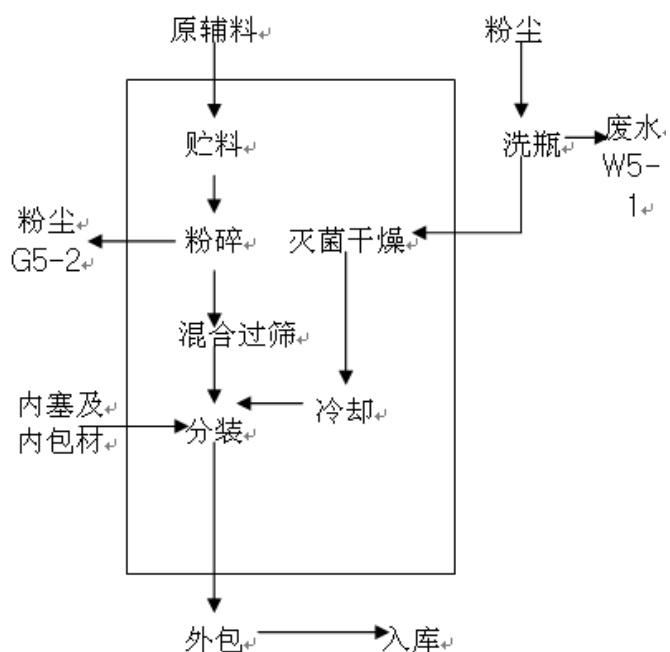 原辅料
粉尘
贮料
洗瓶
废水
W5-
1
粉尘
G5-2
粉碎
灭菌干燥
混合过筛
内塞及
内包材
分装
冷却
外包
入库